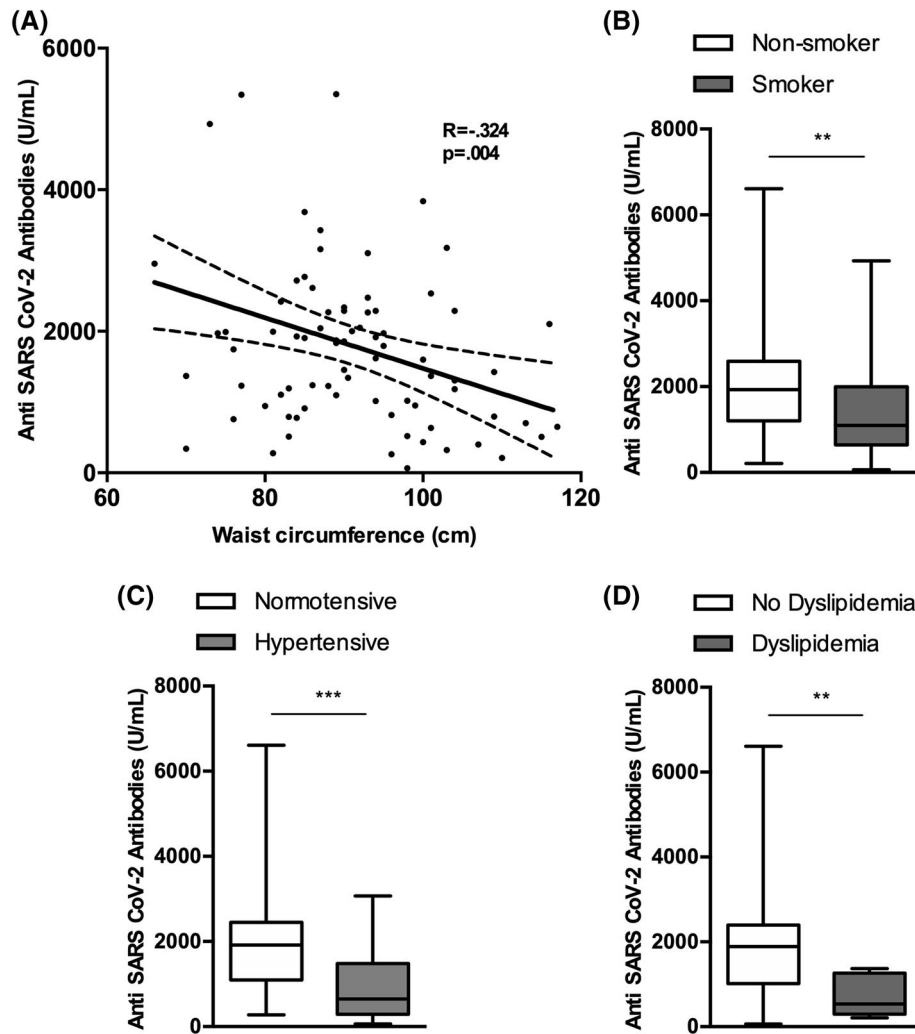 (A)
6000
4000
2000
0
60
80
100
120
Anti SARS CoV-2 Antibodies (U/mL)
Waist circumference (cm)
R=-.324
p=.004
(B)
Non-smoker
Smoker
8000
6000
4000
2000
0
Anti SARS CoV-2 Antibodies (U/mL)
**
(C)
Normotensive
Hypertensive
8000
6000
4000
2000
0
Anti SARS CoV-2 Antibodies (U/mL)
***
(D)
No Dyslipidemia
Dyslipidemia
8000
6000
4000
2000
0
Anti SARS CoV-2 Antibodies (U/mL)
**